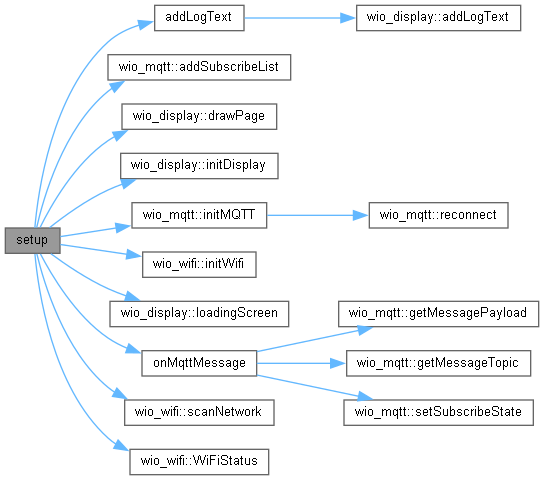 setup
addLogText
wio_display::addLogText
wio_mqtt::addSubscribeList
wio_display::drawPage
wio_display::initDisplay
wio_mqtt::initMQTT
wio_mqtt::reconnect
wio_wifi::initWifi
wio_display::loadingScreen
onMqttMessage
wio_mqtt::getMessagePayload
wio_mqtt::getMessageTopic
wio_mqtt::setSubscribeState
wio_wifi::scanNetwork
wio_wifi::WiFiStatus